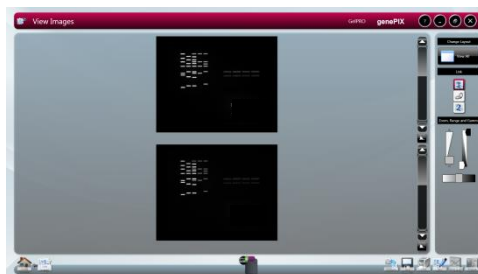 View Images
GelPRO genePIX
Change Layout
View All
Link
1
2
Zoom, Range and Gamma